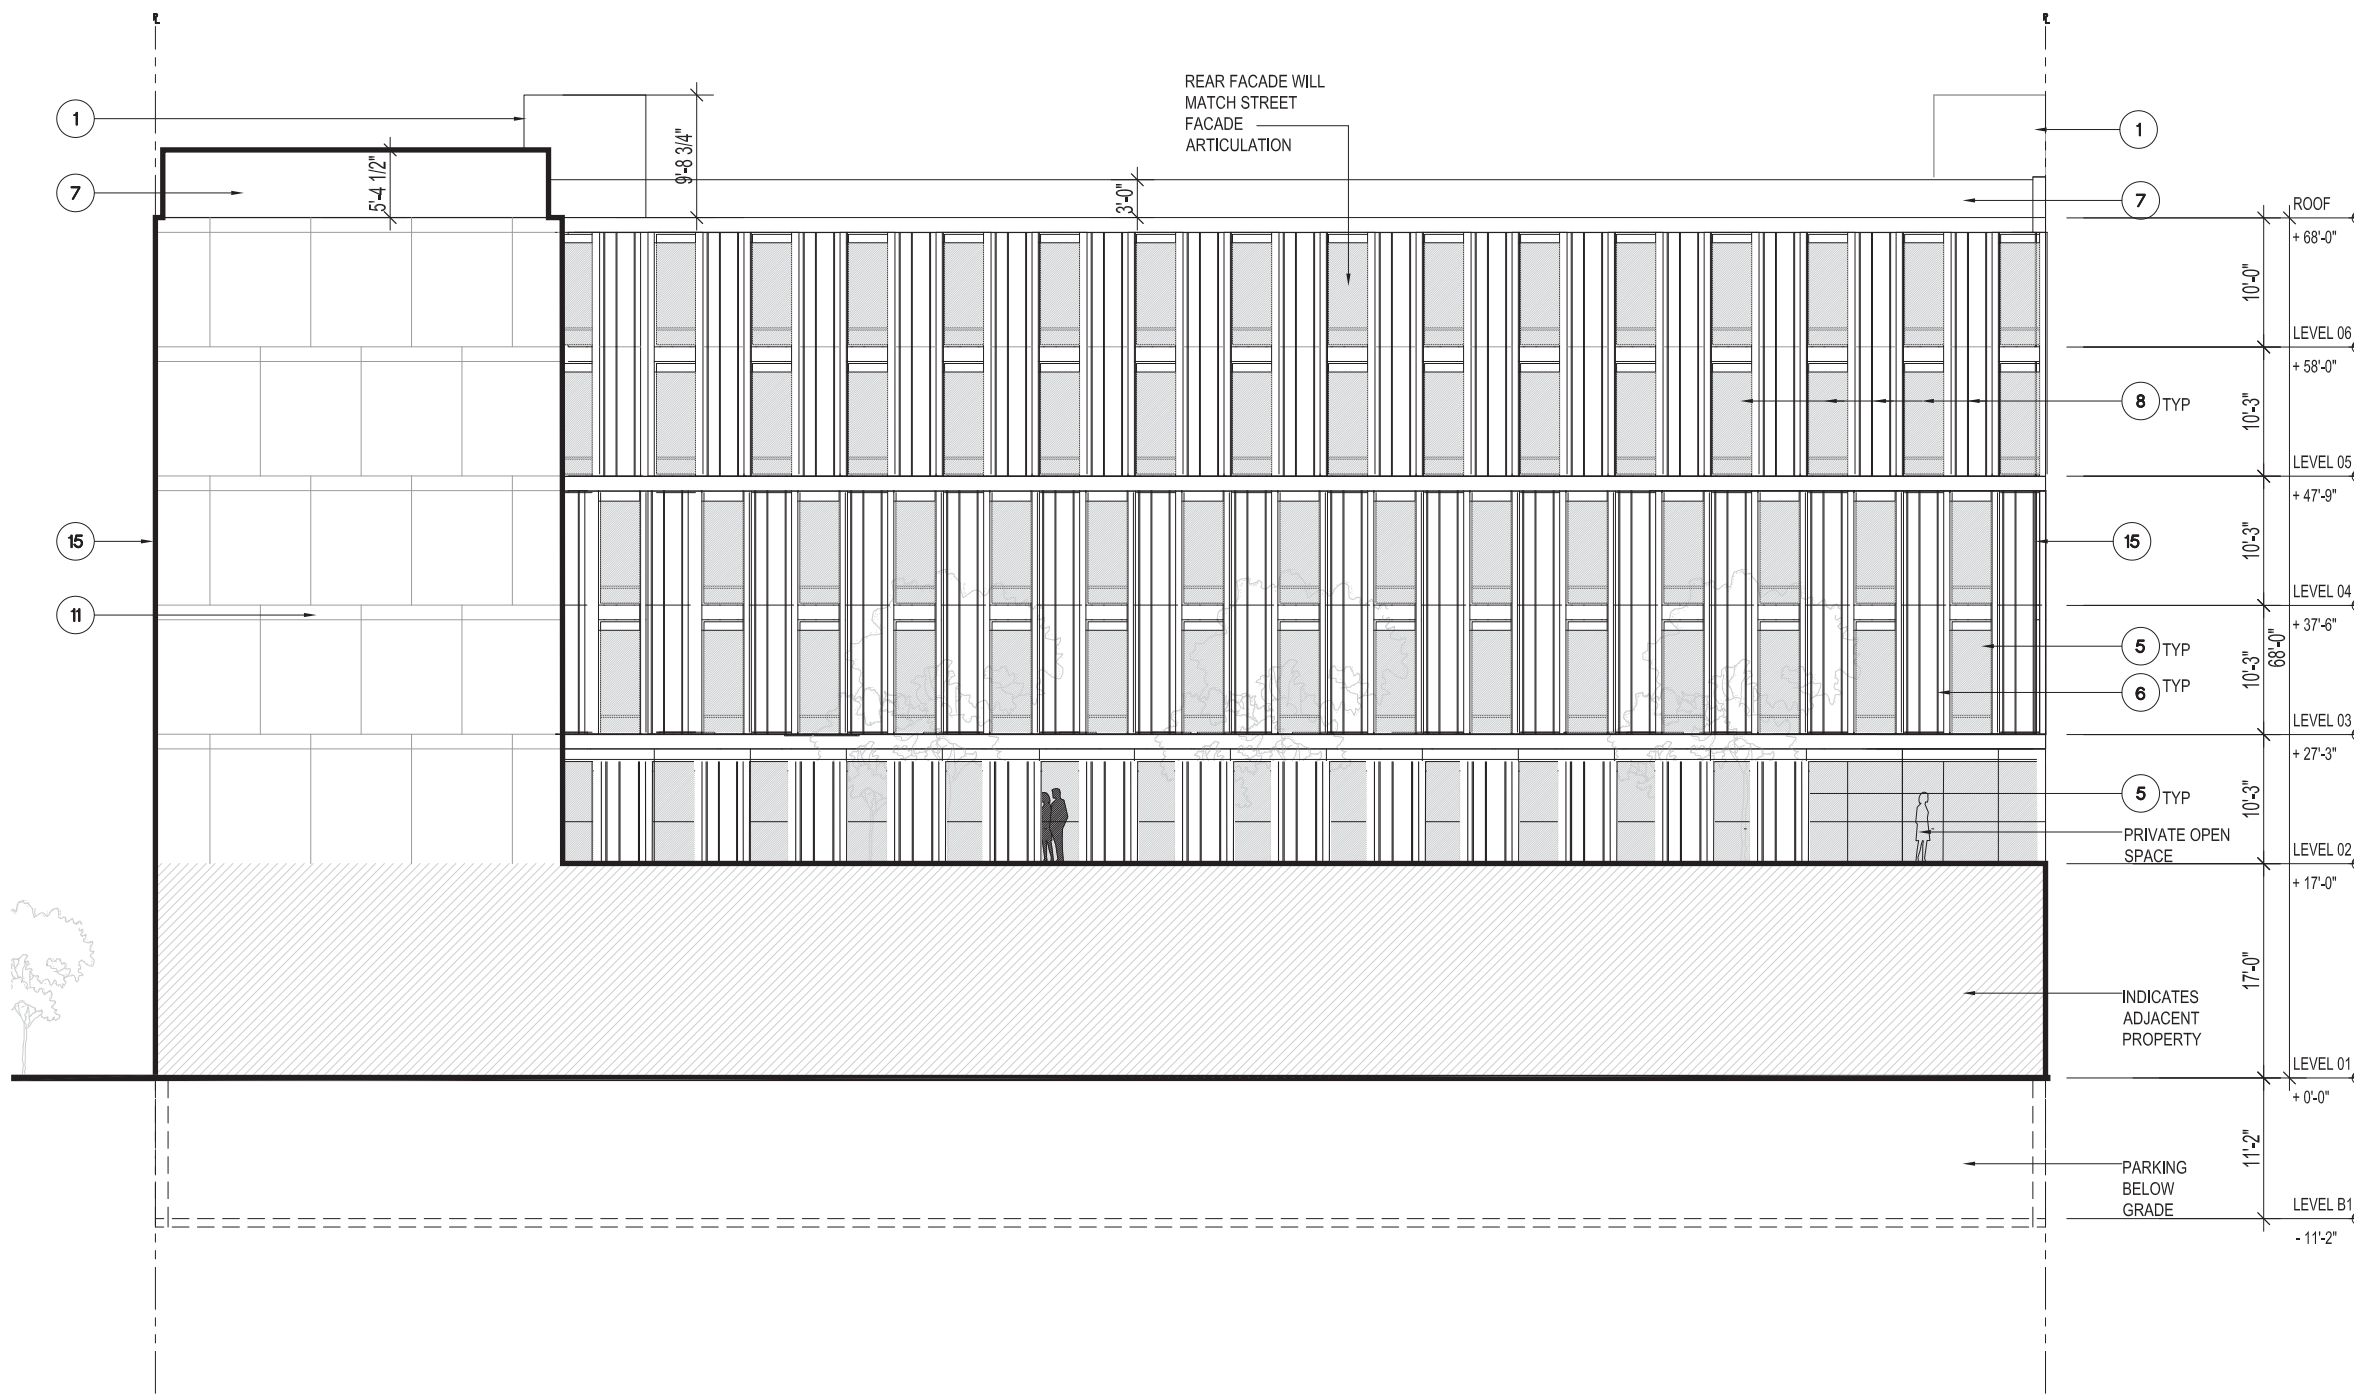 PL
PL
REAR FACADE WILL
MATCH STREET
FACADE
ARTICULATION
1
7
15
11
5'-4 1/2"
9'-8 3/4"
3'-0"
1
7
8 TYP
15
5 TYP
6 TYP
5 TYP
PRIVATE OPEN
SPACE
INDICATES
ADJACENT
PROPERTY
PARKING
BELOW
GRADE
10'-0"
10'-3"
10'-3"
10'-3"
10'-3"
17'-0"
11'-2"
68'-0"
ROOF
+ 68'-0"
LEVEL 06
+ 58'-0"
LEVEL 05
+ 47'-9"
LEVEL 04
+ 37'-6"
LEVEL 03
+ 27'-3"
LEVEL 02
+ 17'-0"
LEVEL 01
+ 0'-0"
LEVEL B1
- 11'-2"